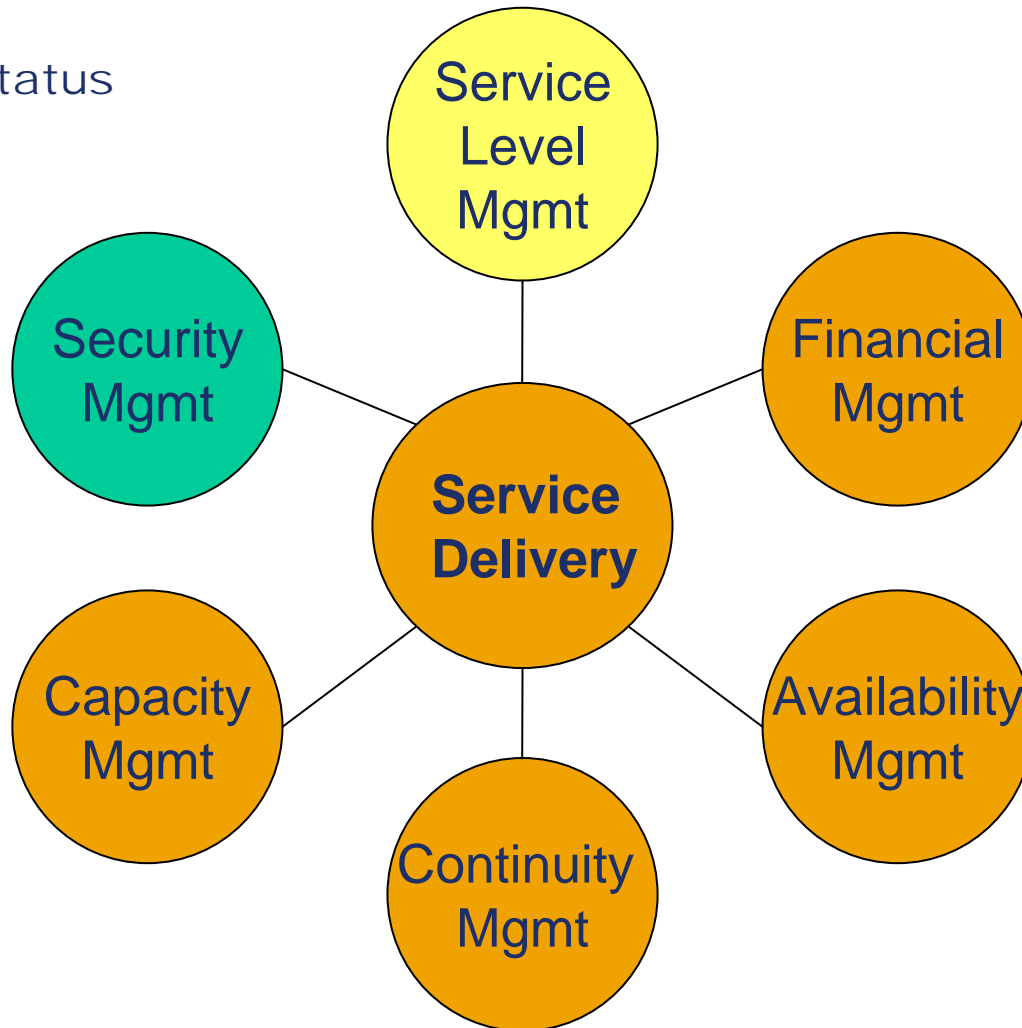 tatus
Service
Level
Mgmt
Security
Mgmt
Financial
Mgmt
Service
Delivery
Capacity
Mgmt
Availability
Mgmt
Continuity
Mgmt